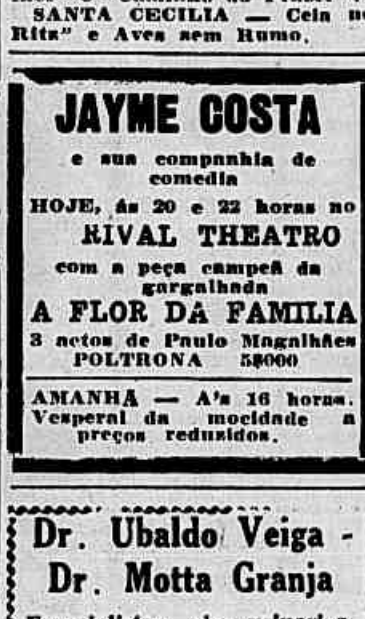 SANTA CECILIA — Ceia no
Rita" e Aves sem Rumo.
JAYME COSTA
e sua companhia de
comedia
HOJE, ás 20 e 22 horas no
RIVAL THEATRO
com a peça campeã da
gargalhada
A FLOR DA FAMILIA
3 actos de Paulo Magalhães
POLTRONA 5$000
AMANHÃ — A's 16 horas.
Vesperal da mocidade a
preços reduzidos.
Dr. Ubaldo Veiga -
Dr. Motta Granja